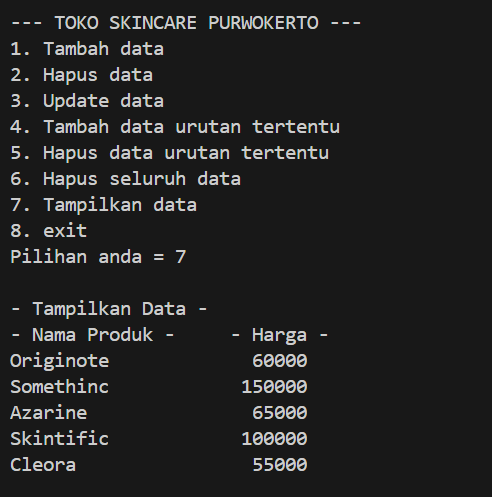 --- TOKO SKINCARE PURWOKERTO ---
1. Tambah data
2. Hapus data
3. Update data
4. Tambah data urutan tertentu
5. Hapus data urutan tertentu
6. Hapus seluruh data
7. Tampilkan data
8. exit
Pilihan anda = 7

- Tampilkan Data -
- Nama Produk -     - Harga -
Originote             60000
Somethinc            150000
Azarine               65000
Skintific            100000
Cleora                55000